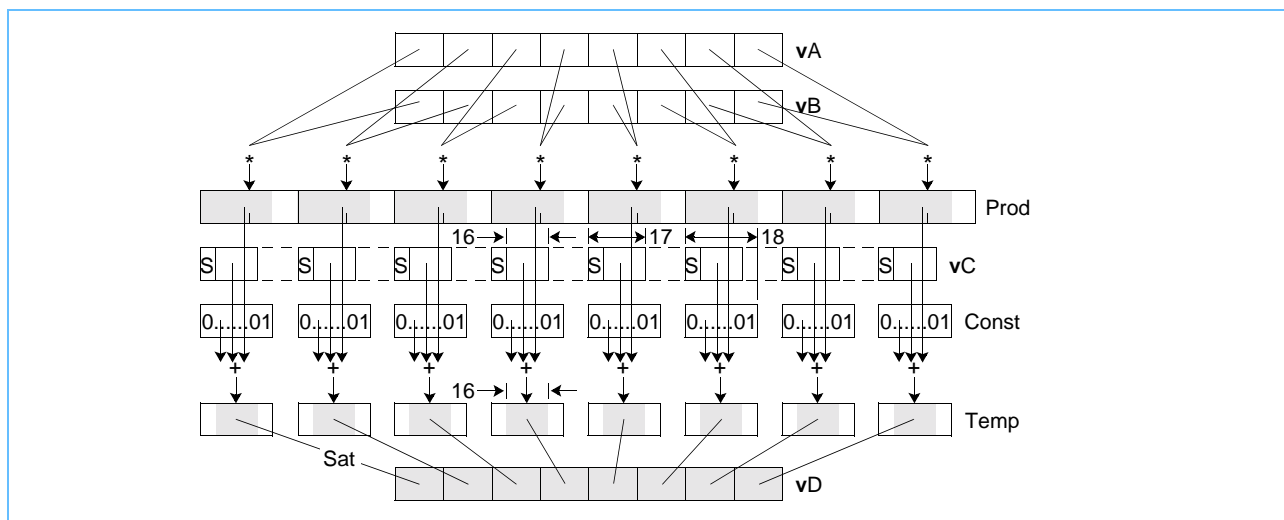 vA
vB
* * * * * * * *
Prod
16 17 18
S S S S S S S S vC
0......01 0......01 0......01 0......01 0......01 0......01 0......01 0......01 Const
+ + + + + + + +
16
Temp
Sat
vD